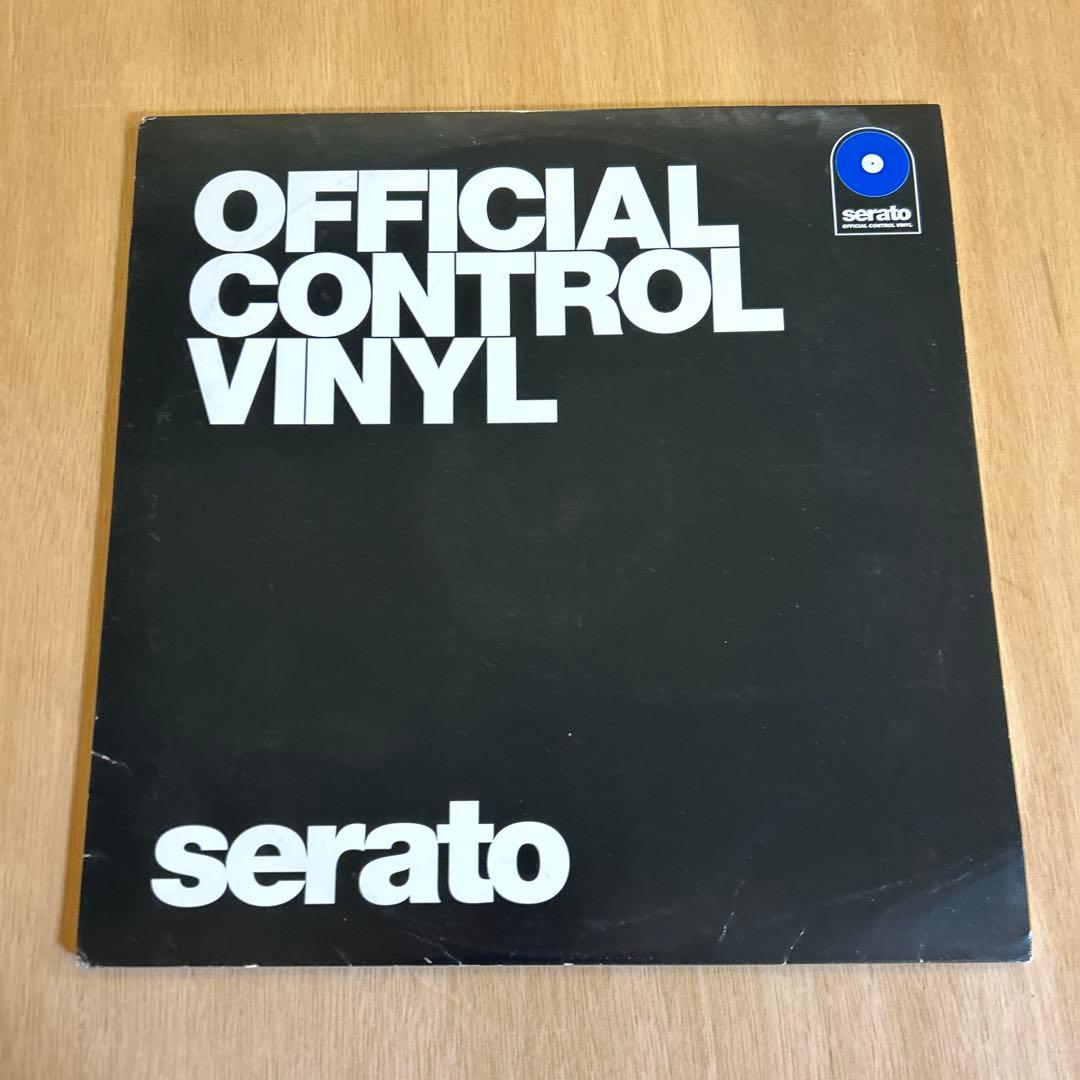 OFFICIAL
CONTROL
VINYL
serato
OFFICIAL CONTROL VINYL
serato